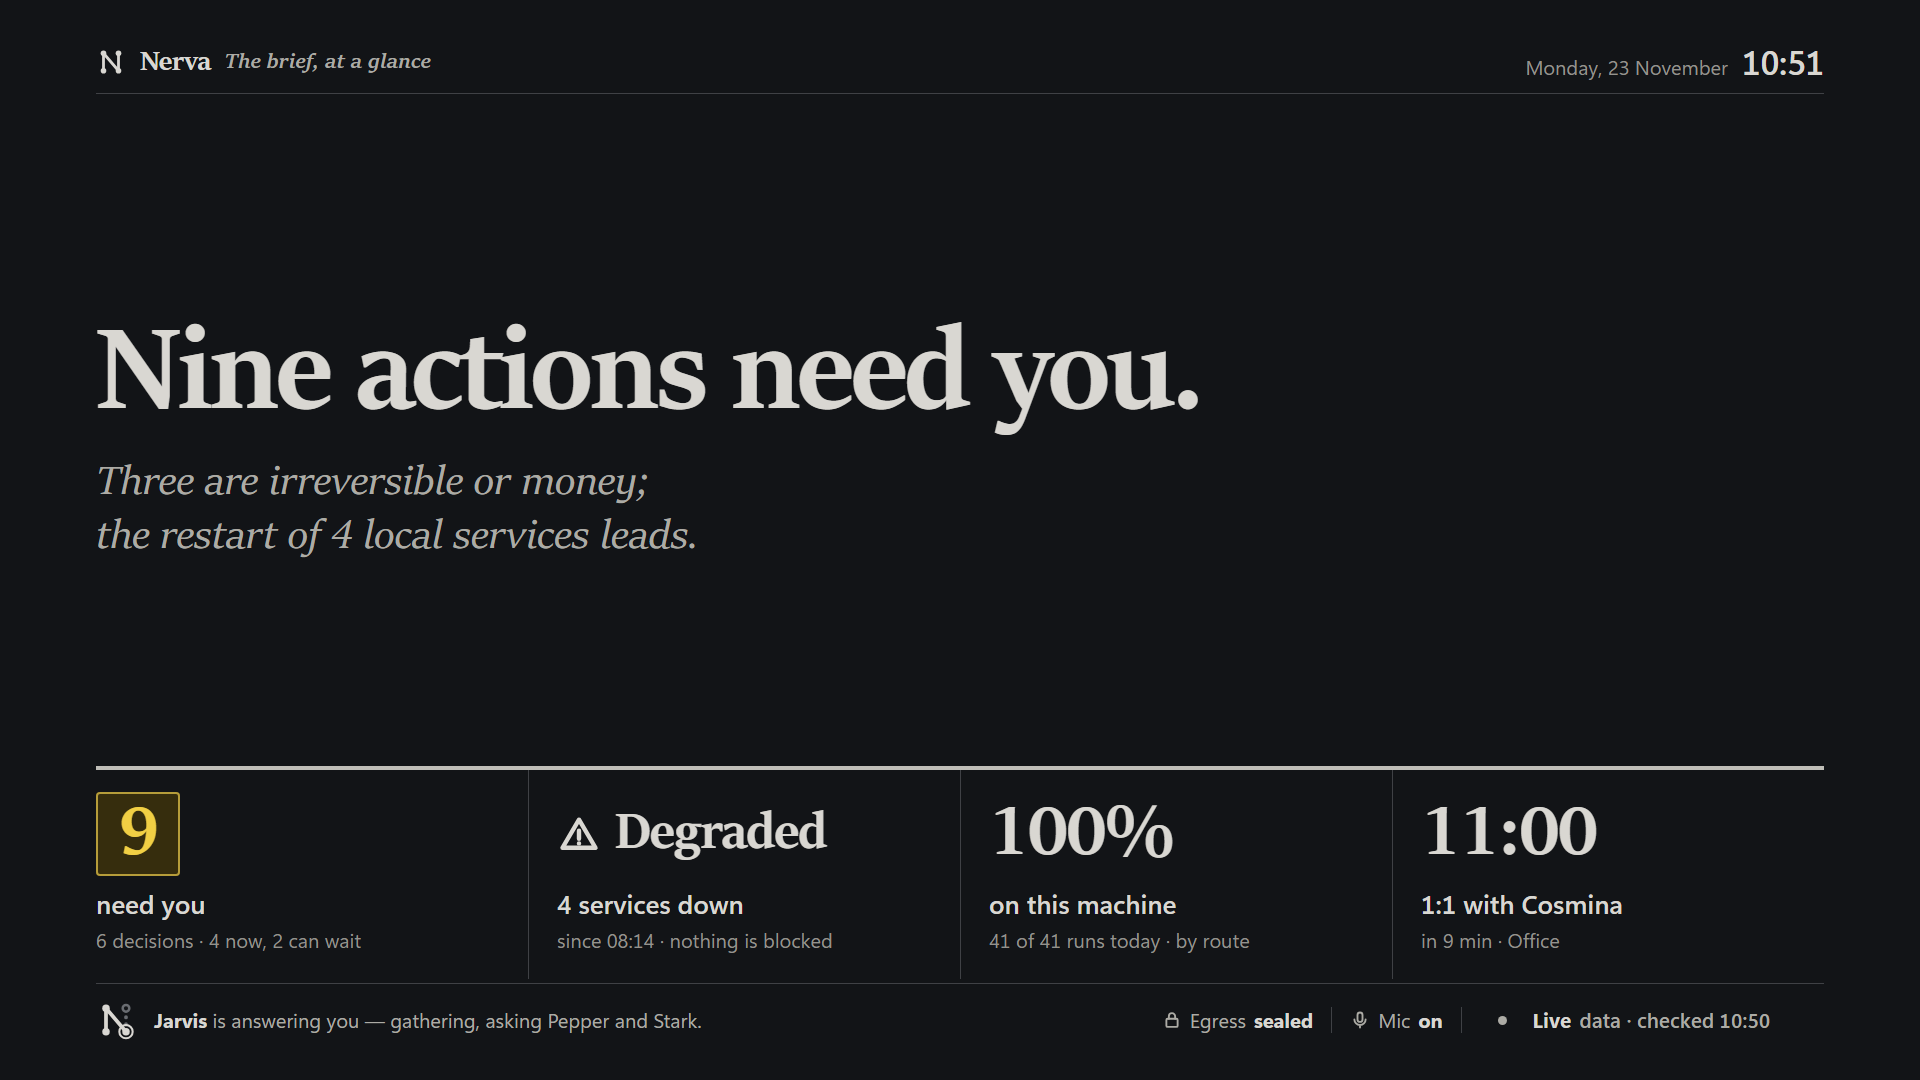 Nerva The brief, at a glance
Monday, 23 November 10:51
Nine actions need you.
Three are irreversible or money;
the restart of 4 local services leads.
9
need you
6 decisions · 4 now, 2 can wait
Degraded
4 services down
since 08:14 · nothing is blocked
100%
on this machine
41 of 41 runs today · by route
11:00
1:1 with Cosmina
in 9 min · Office
Jarvis is answering you — gathering, asking Pepper and Stark.
Egress sealed
Mic on
Live data · checked 10:50